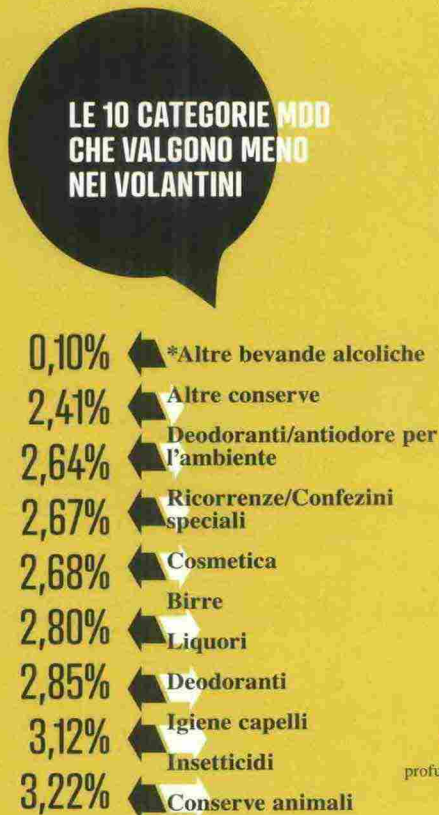 LE 10 CATEGORIE MDD
CHE VALGONO MENO
NEI VOLANTINI
0,10% *Altre bevande alcoliche
2,41% Altre conserve
2,64% Deodoranti/antiodore per
l'ambiente
2,67% Ricorrenze/Confezini
speciali
2,68% Cosmetica
Birre
2,80% Liquori
2,85% Deodoranti
3,12% Igiene capelli
Insetticidi
3,22% Conserve animali
profu